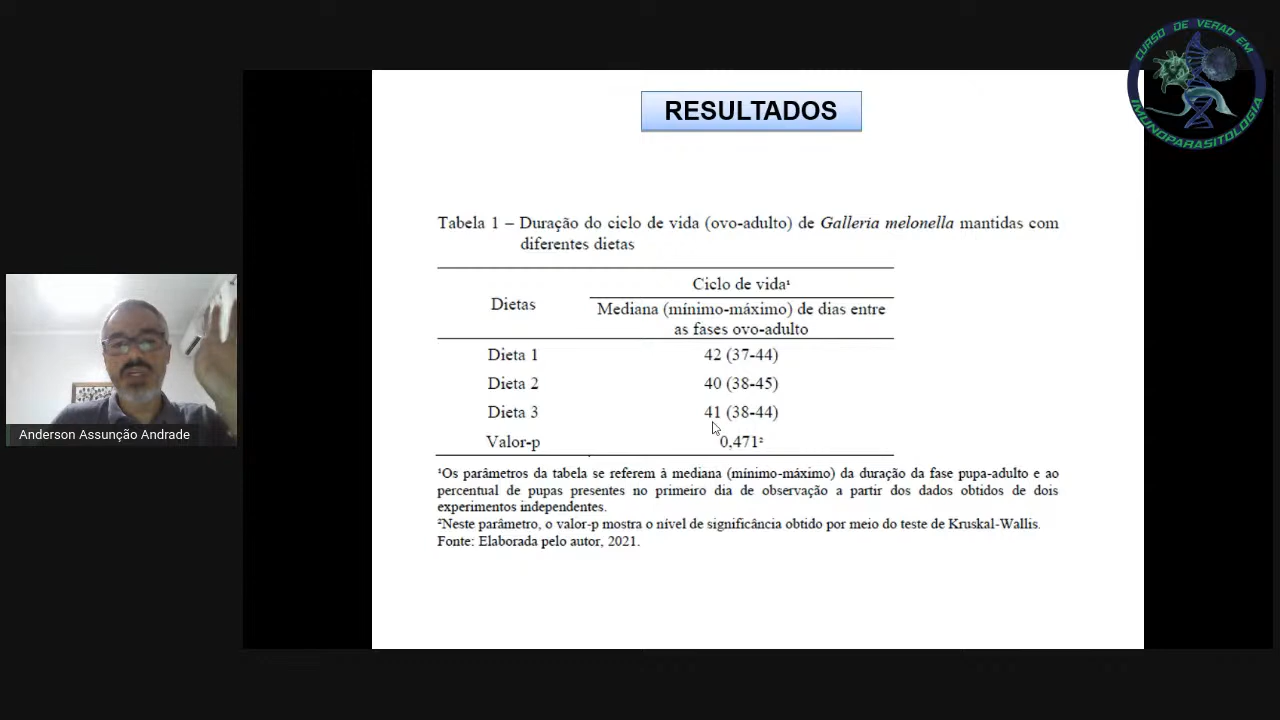 CURSO DE VERÃO EM
IMUNOPARASITOLOGIA
RESULTADOS
Tabela 1 – Duração do ciclo de vida (ovo-adulto) de Galleria melonella mantidas com
diferentes dietas
Dietas
Ciclo de vida¹
Mediana (mínimo-máximo) de dias entre
as fases ovo-adulto
Dieta 1 42 (37-44)
Dieta 2 40 (38-45)
Dieta 3 41 (38-44)
Valor-p 0,471²
¹Os parâmetros da tabela se referem à mediana (mínimo-máximo) da duração da fase pupa-adulto e ao
percentual de pupas presentes no primeiro dia de observação a partir dos dados obtidos de dois
experimentos independentes.
²Neste parâmetro, o valor-p mostra o nível de significância obtido por meio do teste de Kruskal-Wallis.
Fonte: Elaborada pelo autor, 2021.
Anderson Assunção Andrade